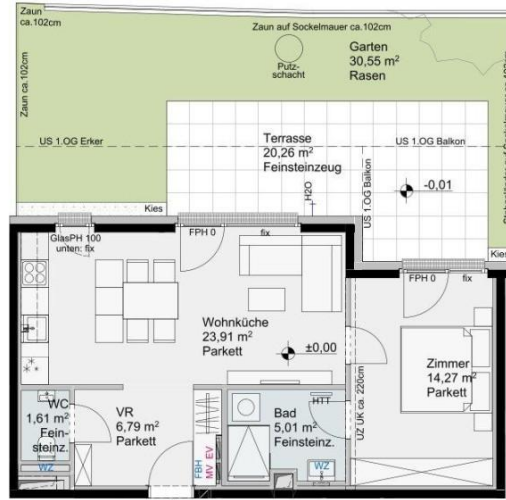 Zaun
ca.102cm
Zaun auf Sockelmauer ca.102cm
Zaun ca.102cm
Garten
30,55 m²
Rasen
Putz-
schacht
Terrasse
20,26 m²
Feinsteinzeug
US 1.OG Erker
US 1.OG Balkon
US 1.OG Balkon
-0,01
H2O
Kies
Kies
GlasPH 100
unten: fix
FPH 0
fix
FPH 0
fix
Wohnküche
23,91 m²
Parkett
±0,00
Zimmer
14,27 m²
Parkett
UZ UK ca. 220cm
WC
1,61 m²
Fein-
steinz.
WZ
VR
6,79 m²
Parkett
FBH
MV EV
Bad
5,01 m²
Feinsteinz.
HTT
WZ